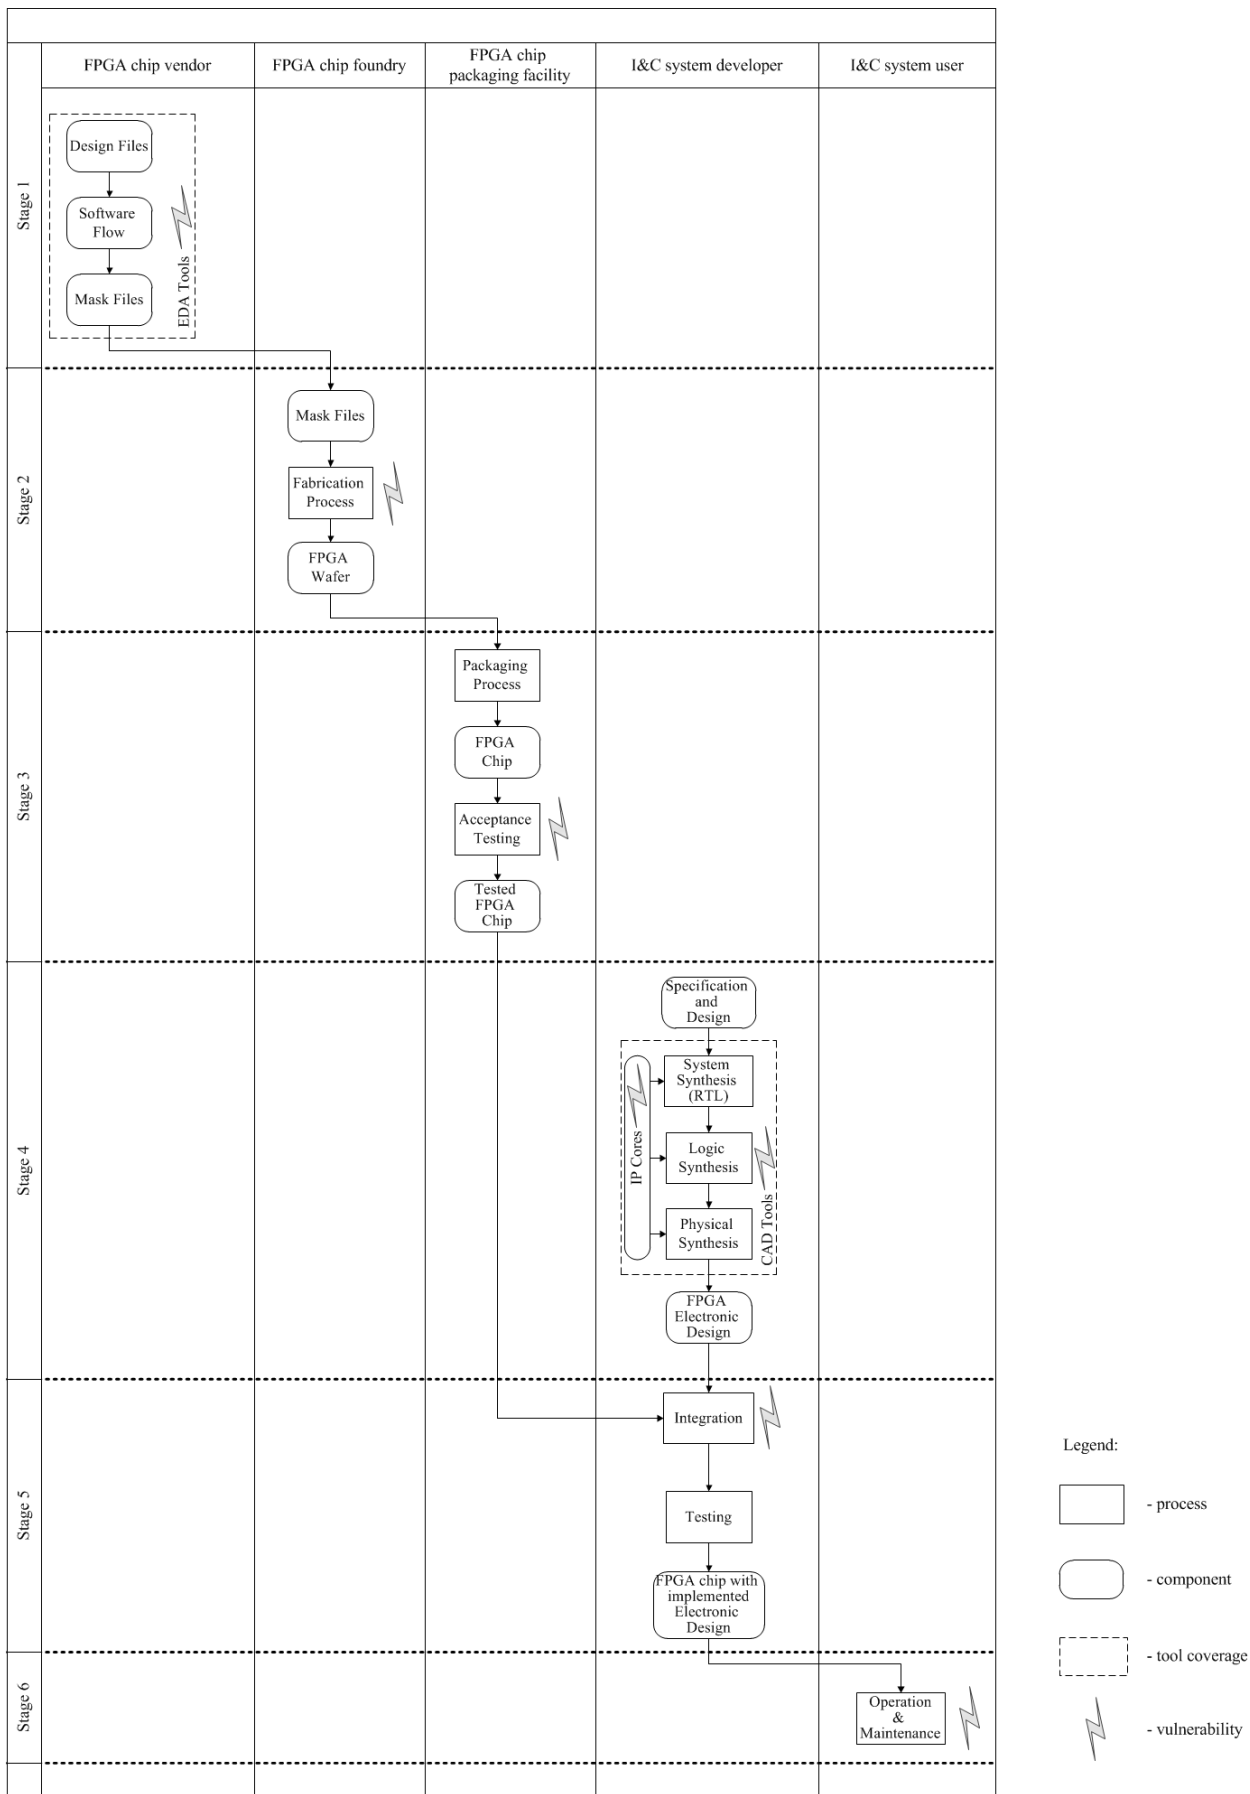 FPGA chip vendor
FPGA chip foundry
FPGA chip
packaging facility
I&C system developer
I&C system user
Stage 1
Design Files
Software
Flow
Mask Files
EDA Tools
Stage 2
Mask Files
Fabrication
Process
FPGA
Wafer
Stage 3
Packaging
Process
FPGA
Chip
Acceptance
Testing
Tested
FPGA
Chip
Stage 4
Specification
and
Design
System
Synthesis
(RTL)
Logic
Synthesis
Physical
Synthesis
IP Cores
CAD Tools
FPGA
Electronic
Design
Stage 5
Integration
Testing
FPGA chip with
implemented
Electronic
Design
Stage 6
Operation
&
Maintenance
Legend:
- process
- component
- tool coverage
- vulnerability